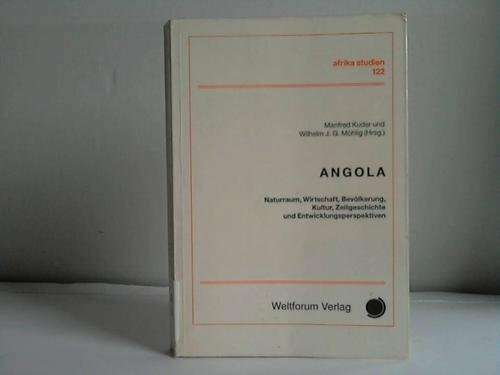 afrika studien
122
Manfred Kuder und
Wilhelm J. G. Möhlig (Hrsg.)
ANGOLA
Naturraum, Wirtschaft, Bevölkerung,
Kultur, Zeitgeschichte
und Entwicklungsperspektiven
Weltforum Verlag